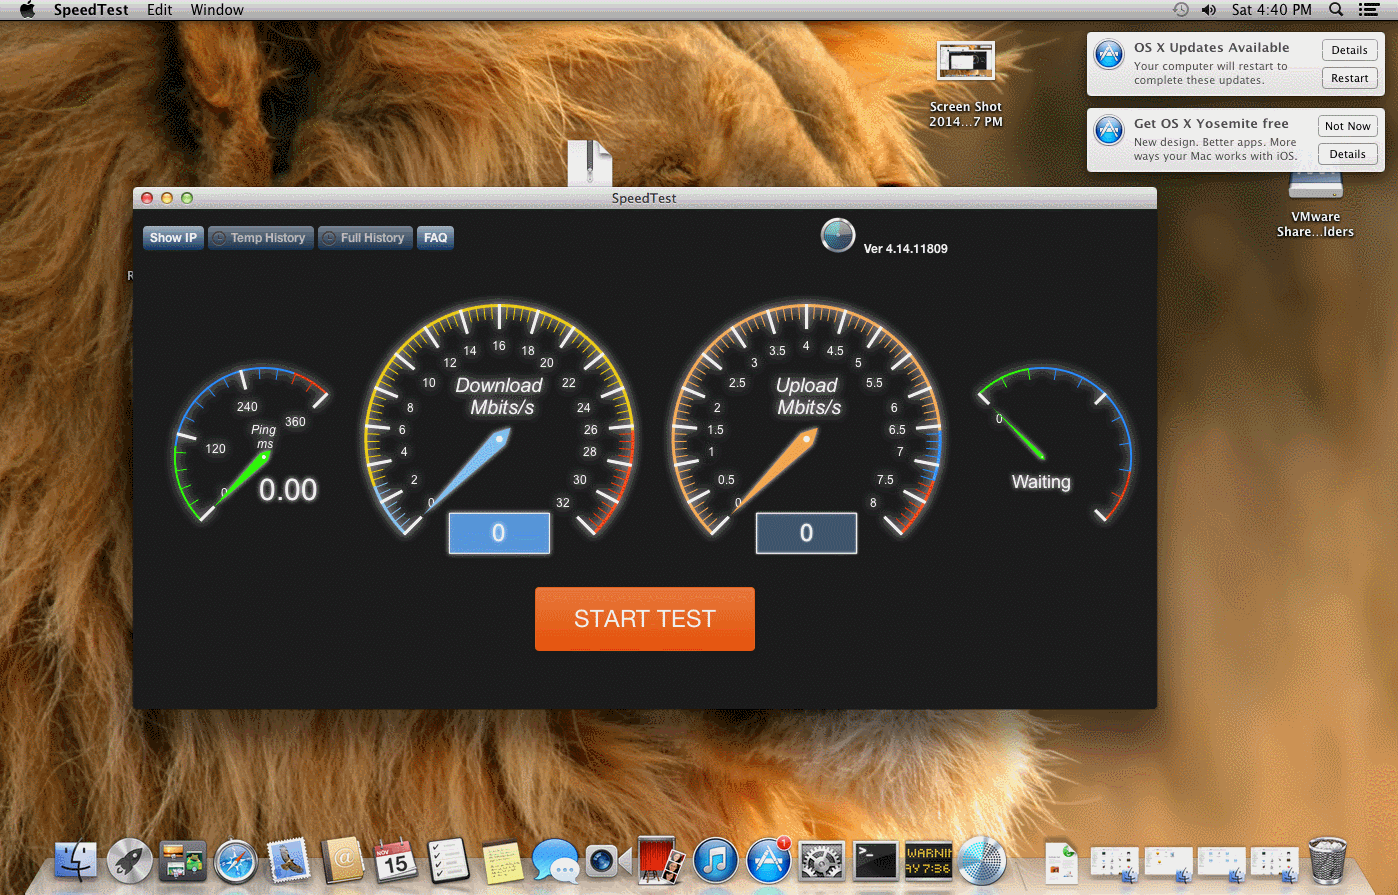 SpeedTest Edit Window
Sat 4:40 PM
OS X Updates Available
Your computer will restart to
complete these updates.
Details
Restart
Get OS X Yosemite free
New design. Better apps. More
ways your Mac works with iOS.
Not Now
Details
Screen Shot
2014...7 PM
VMware
Share...lders
SpeedTest
Show IP Temp History Full History FAQ
Ver 4.14.11809
R
0 120 240 360
Ping
ms
0.00
0 2 4 6 8 10 12 14 16 18 20 22 24 26 28 30 32
Download
Mbits/s
0
0 0.5 1 1.5 2 2.5 3 3.5 4 4.5 5 5.5 6 6.5 7 7.5 8
Upload
Mbits/s
0
0
Waiting
START TEST
NOV
15
1
WARNIN
AY 7:36